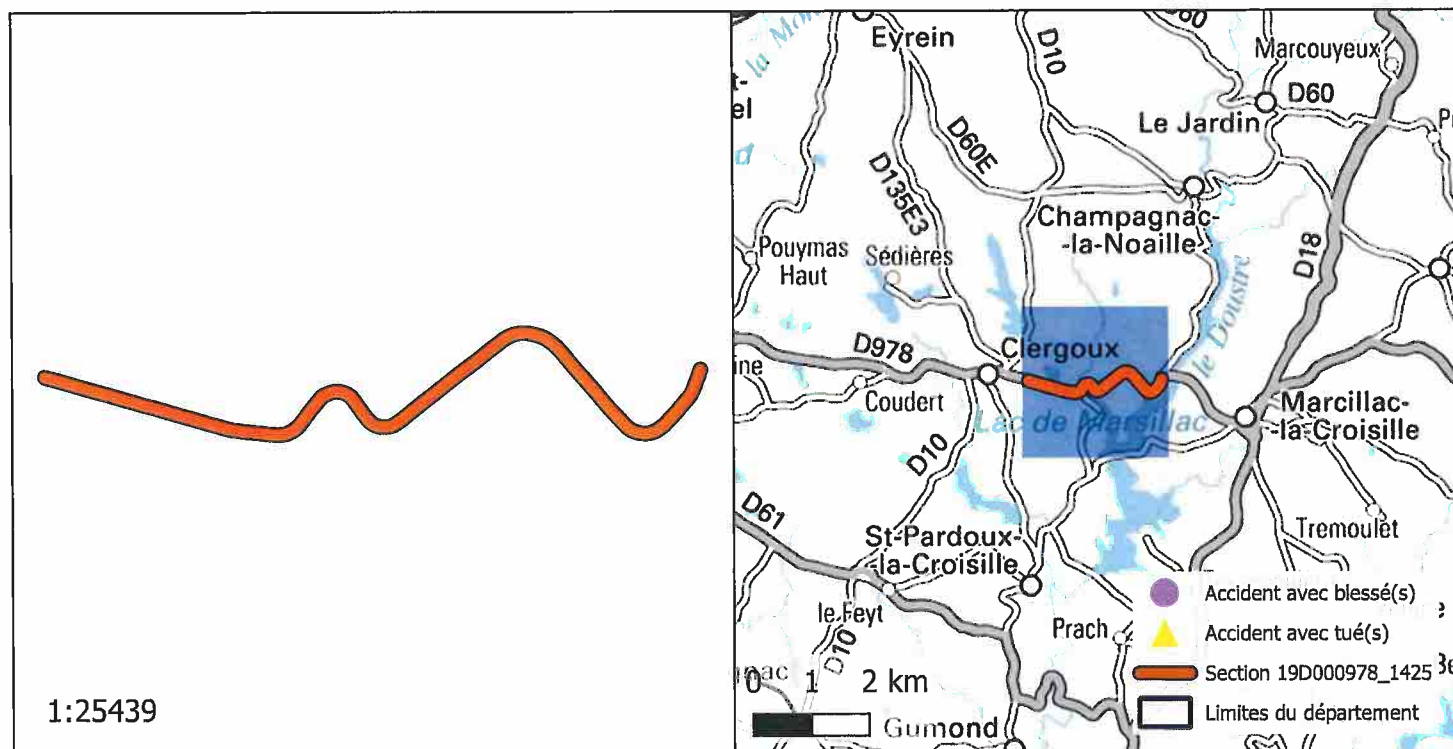 1:25439
Eyrein
D10
D60
Marcouyeux
D60
Le Jardin
D60E
D135E3
Champagnac-
-la-Noaille
Pouymas
Haut
Sédières
D18
le Doustre
D978
Clergoux
Coudert
Lac de Marsillac
Marcillac-
-la-Croisille
D10
D61
St-Pardoux-
-la-Croisille
Tremoulet
le Feyt
D10
Prach
0 1 2 km
Gumond
Accident avec blessé(s)
Accident avec tué(s)
Section 19D000978_1425
Limites du département